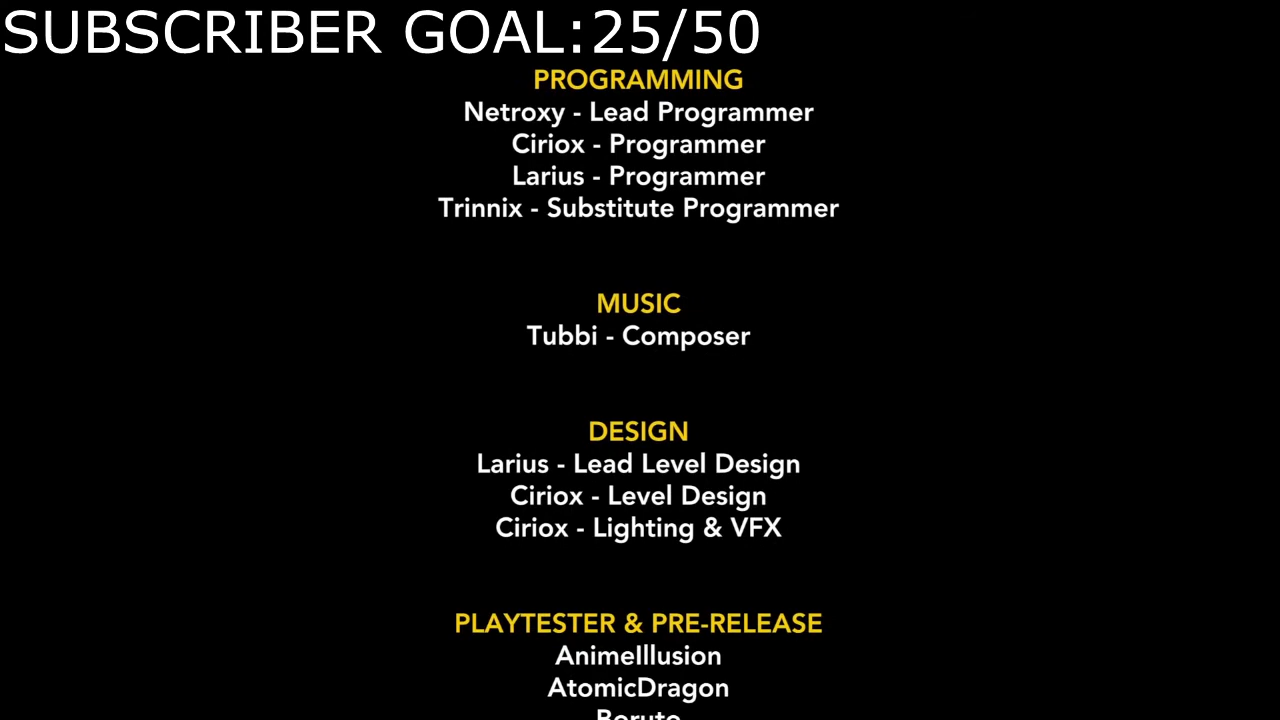 SUBSCRIBER GOAL:25/50
PROGRAMMING
Netroxy - Lead Programmer
Ciriox - Programmer
Larius - Programmer
Trinnix - Substitute Programmer
MUSIC
Tubbi - Composer
DESIGN
Larius - Lead Level Design
Ciriox - Level Design
Ciriox - Lighting & VFX
PLAYTESTER & PRE-RELEASE
AnimeIllusion
AtomicDragon